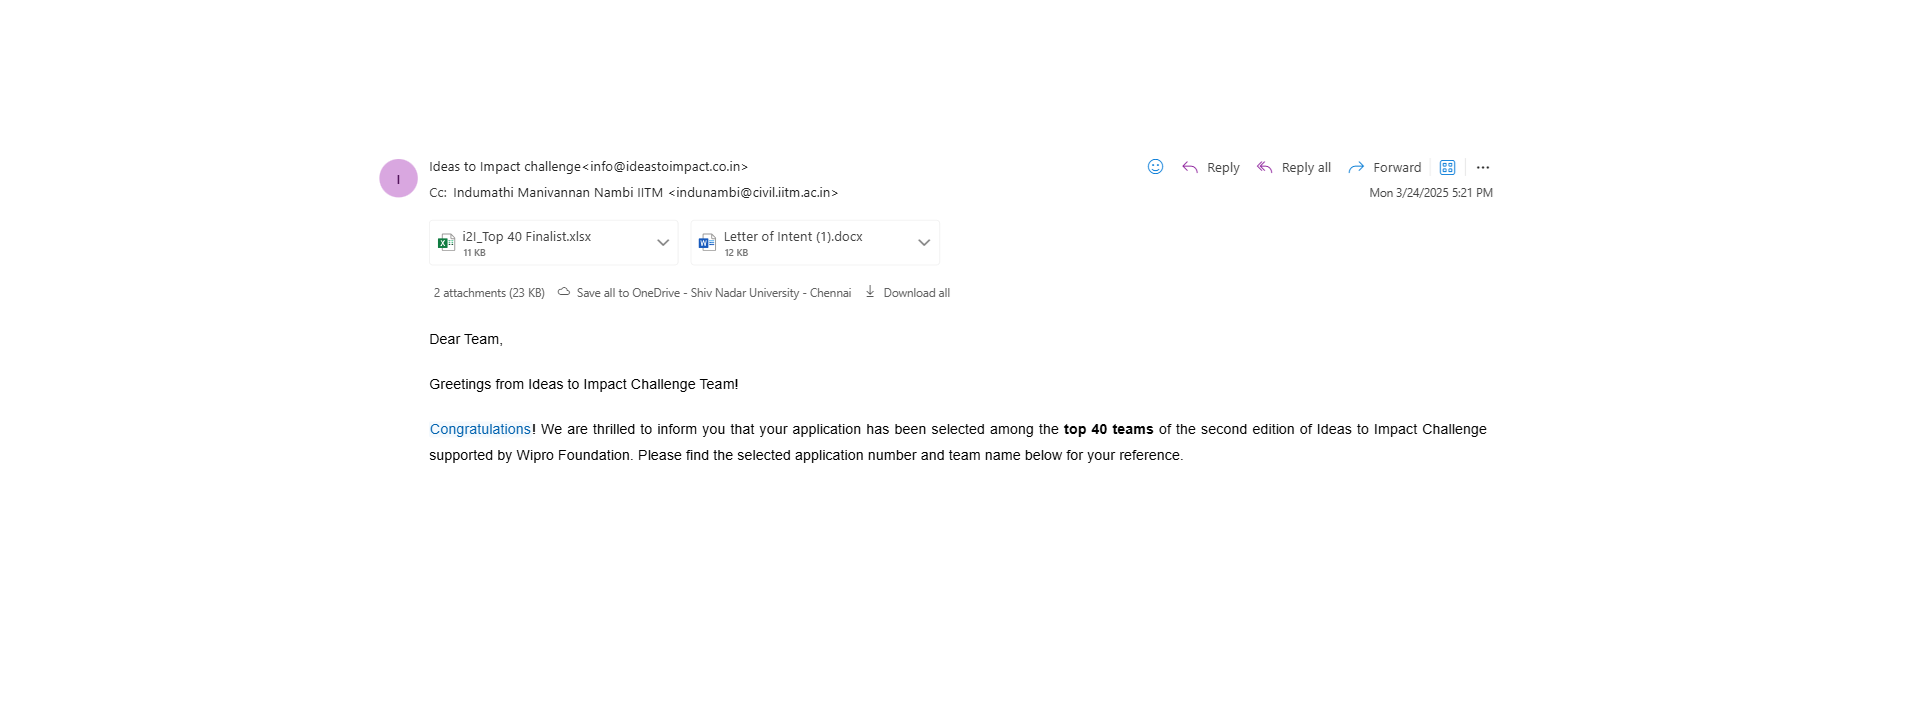 I
Ideas to Impact challenge<info@ideastoimpact.co.in>
Reply
Reply all
Forward
Cc: Indumathi Manivannan Nambi IITM <indunambi@civil.iitm.ac.in>
Mon 3/24/2025 5:21 PM
i2I_Top 40 Finalist.xlsx
11 KB
Letter of Intent (1).docx
12 KB
2 attachments (23 KB) Save all to OneDrive - Shiv Nadar University - Chennai Download all
Dear Team,
Greetings from Ideas to Impact Challenge Team!
Congratulations! We are thrilled to inform you that your application has been selected among the top 40 teams of the second edition of Ideas to Impact Challenge
supported by Wipro Foundation. Please find the selected application number and team name below for your reference.